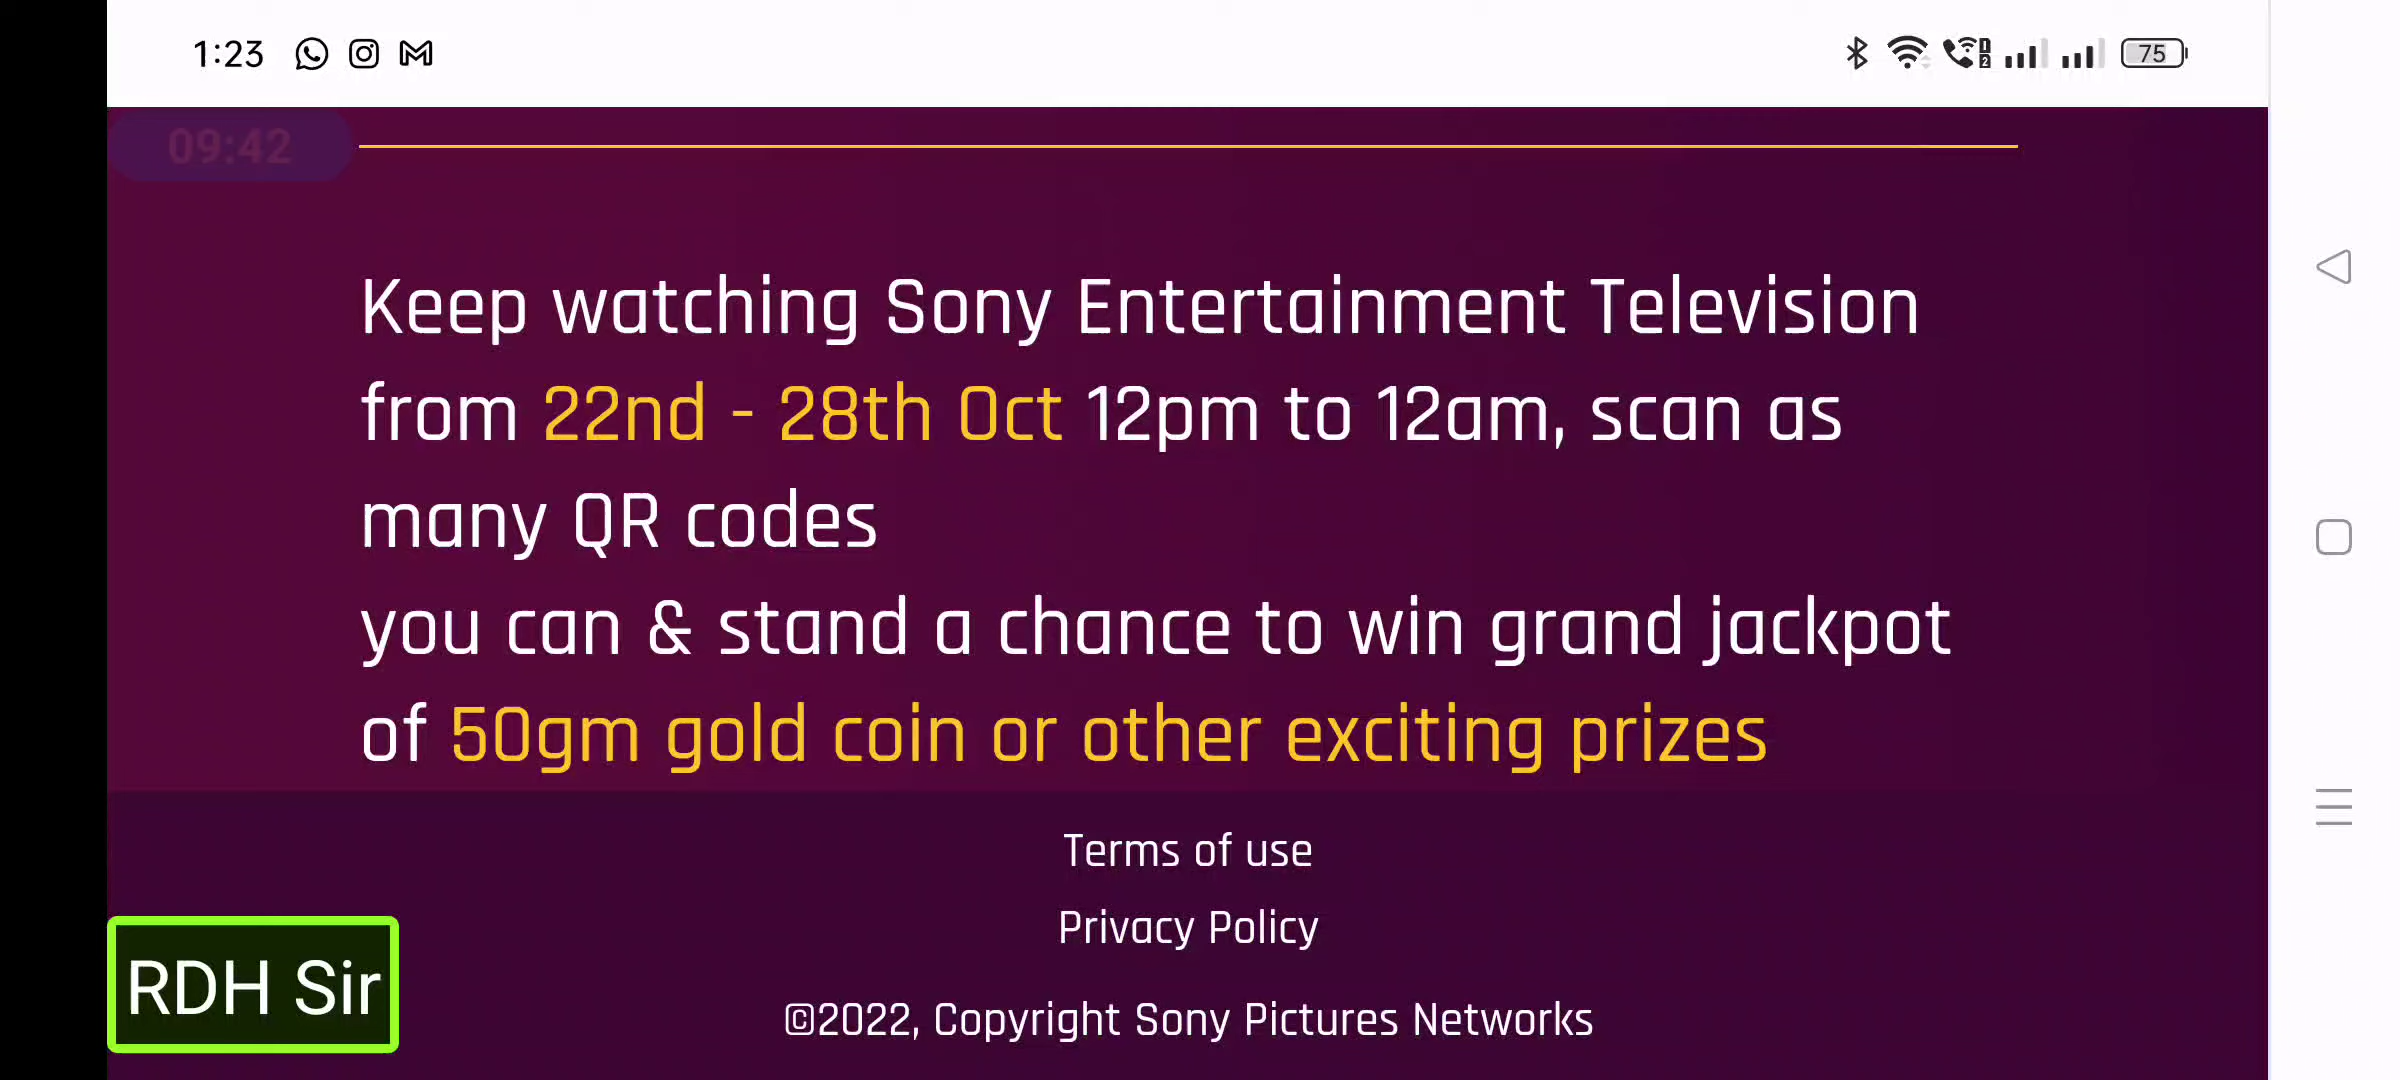 1:23
75
09:42
Keep watching Sony Entertainment Television
from 22nd - 28th Oct 12pm to 12am, scan as
many QR codes
you can & stand a chance to win grand jackpot
of 50gm gold coin or other exciting prizes
Terms of use
Privacy Policy
RDH Sir
©2022, Copyright Sony Pictures Networks